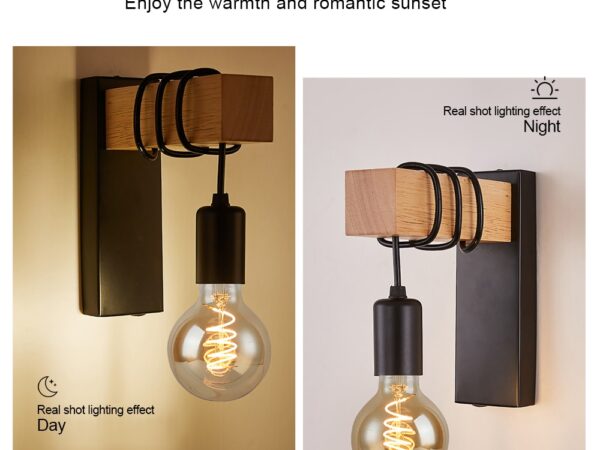 Enjoy the warmth and romantic sunset
Real shot lighting effect
Night
Real shot lighting effect
Day